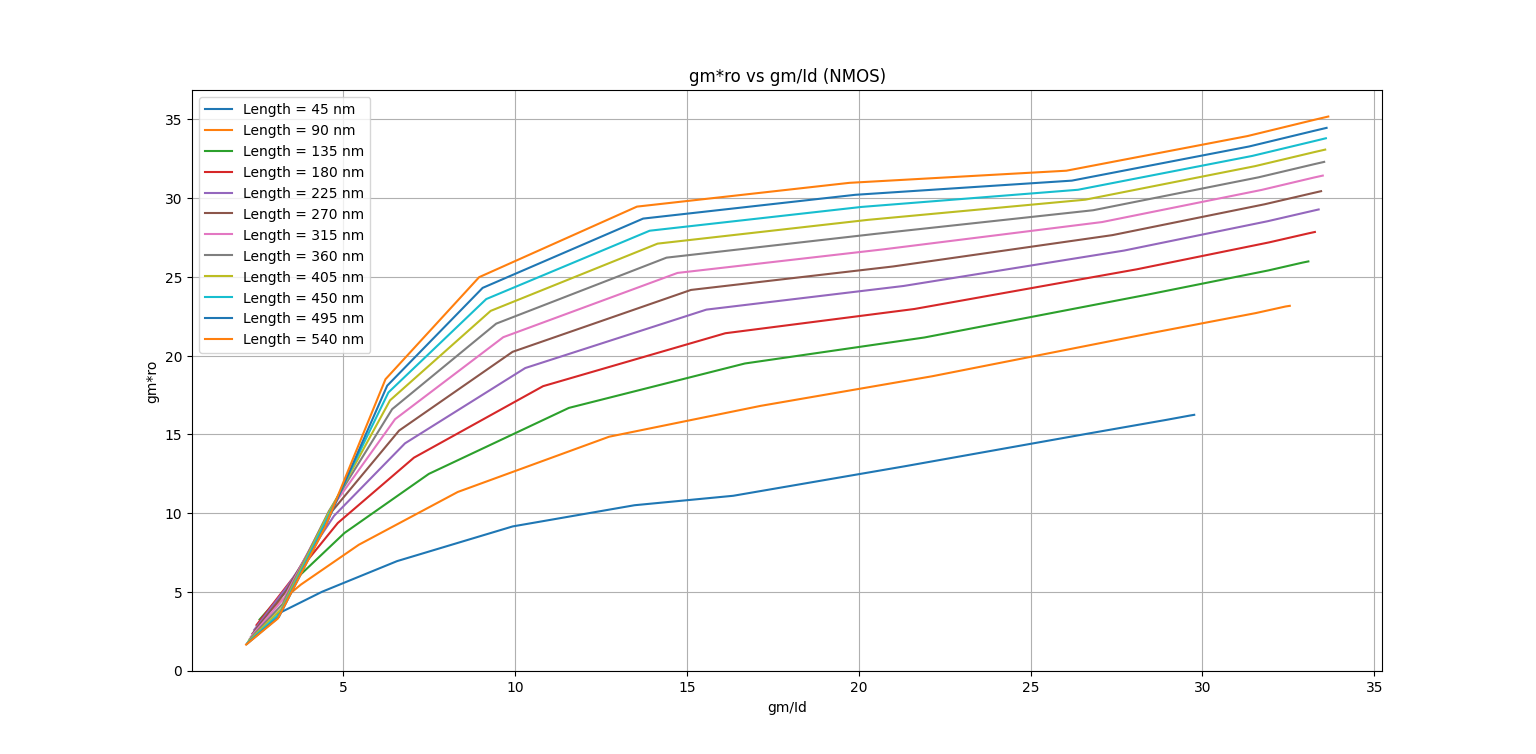 gm*ro vs gm/Id (NMOS)
Length = 45 nm
Length = 90 nm
Length = 135 nm
Length = 180 nm
Length = 225 nm
Length = 270 nm
Length = 315 nm
Length = 360 nm
Length = 405 nm
Length = 450 nm
Length = 495 nm
Length = 540 nm
35
30
25
20
15
10
5
0
gm*ro
5 10 15 20 25 30 35
gm/Id